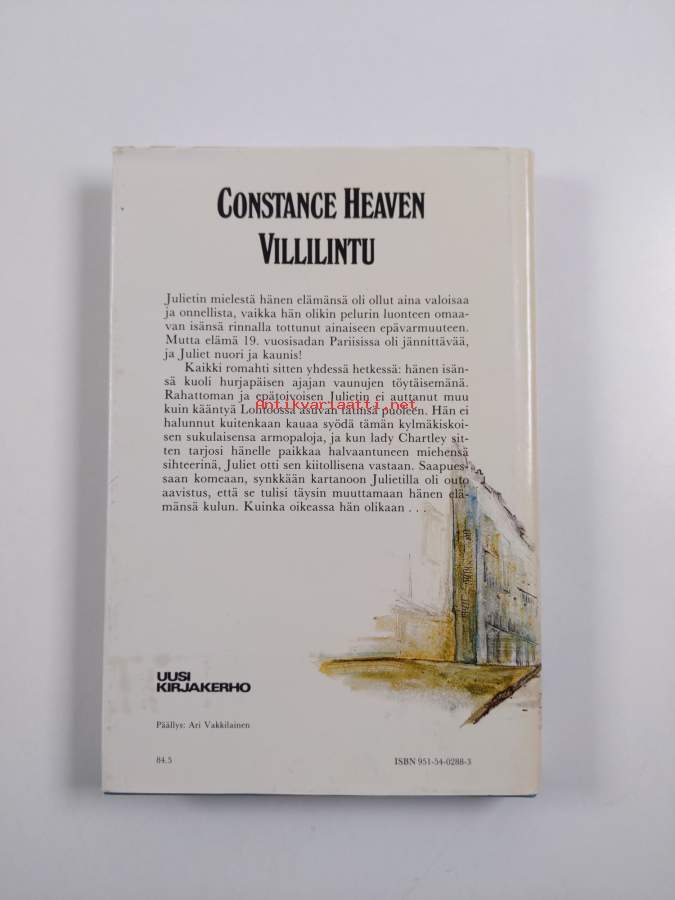 CONSTANCE HEAVEN
VILLILINTU
Julietin mielestä hänen elämänsä oli ollut aina valoisaa
ja onnellista, vaikka hän olikin pelurin luonteen omaa-
van isänsä rinnalla tottunut ainaiseen epävarmuuteen.
Mutta elämä 19. vuosisadan Pariisissa oli jännittävää,
ja Juliet nuori ja kaunis!
Kaikki romahti sitten yhdessä hetkessä: hänen isän-
sä kuoli hurjapäisen ajajan vaunujen töytäisemänä.
Rahattoman ja epätoivoisen Julietin ei auttanut muu
Antikvariaatti.net
kuin kääntyä Lontoossa asuvan tätinsä puoleen. Hän ei
halunnut kuitenkaan kauaa syödä tämän kylmäkiskoi-
sen sukulaisensa armopaloja, ja kun lady Chartley sit-
ten tarjosi hänelle paikkaa halvaantuneen miehensä
sihteerinä, Juliet otti sen kiitollisena vastaan. Saapues-
saan komeaan, synkkään kartanoon Julietilla oli outo
aavistus, että se tulisi täysin muuttamaan hänen elä-
mänsä kulun. Kuinka oikeassa hän olikaan . . .
UUSI
KIRJAKERHO
Päällys: Ari Vakkilainen
84.5
ISBN 951-54-0288-3